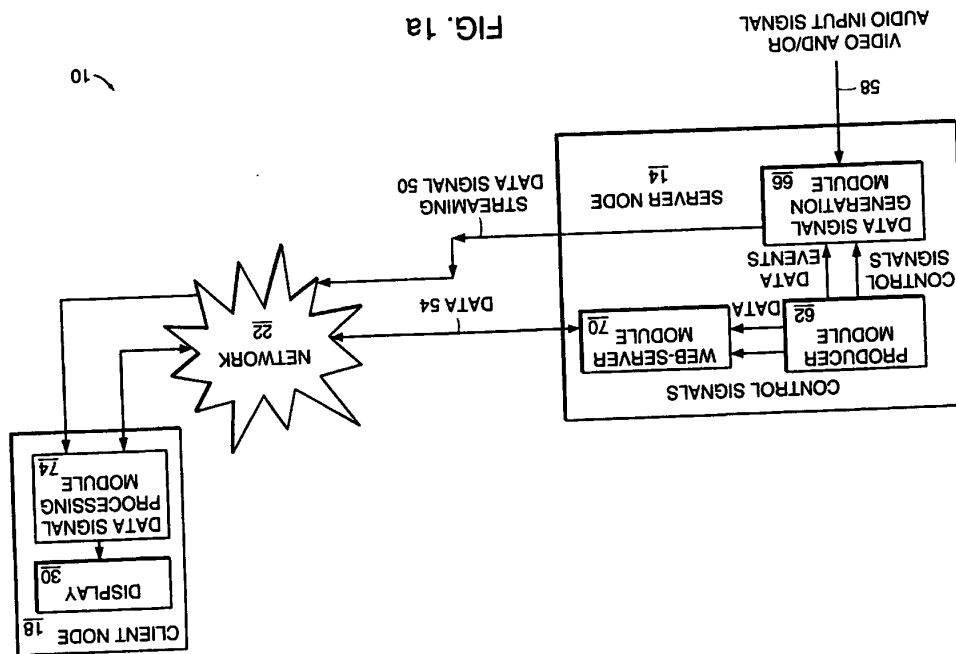 CLIENT NODE 18
DISPLAY
30
DATA SIGNAL
PROCESSING
MODULE
74
CONTROL SIGNALS
PRODUCER
MODULE
62
DATA
WEB-SERVER
MODULE
70
DATA 54
NETWORK
22
CONTROL
SIGNALS
DATA
EVENTS
DATA SIGNAL
GENERATION
MODULE
66
SERVER NODE
14
STREAMING
DATA SIGNAL 50
58
VIDEO AND/OR
AUDIO INPUT SIGNAL
10
FIG. 1a